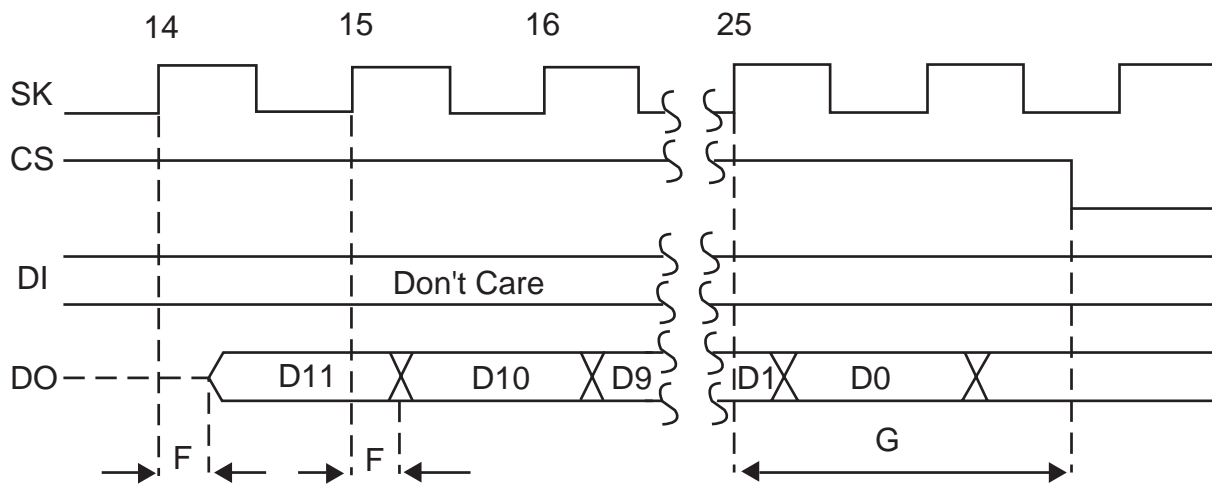 14 15 16 25
SK
CS
DI Don't Care
DO D11 D10 D9 D1 D0
F F G